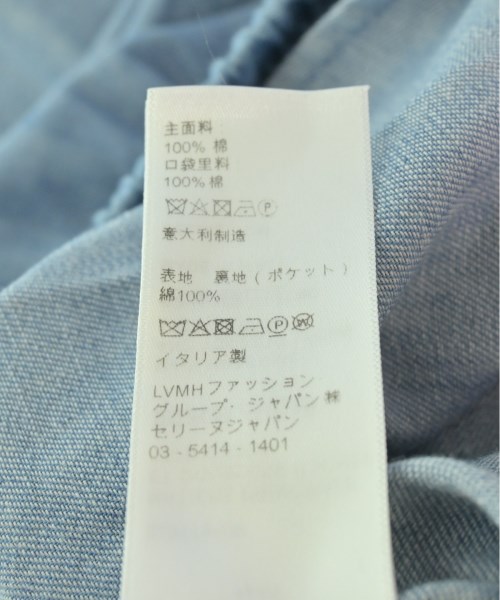 主面料
100% 棉
口袋里料
100% 棉
意大利制造
表地 裏地 ( ポケット )
綿100%
イタリア製
LVMHファッション
グループ・ジャパン㈱
セリーヌジャパン
03 - 5414 - 1401